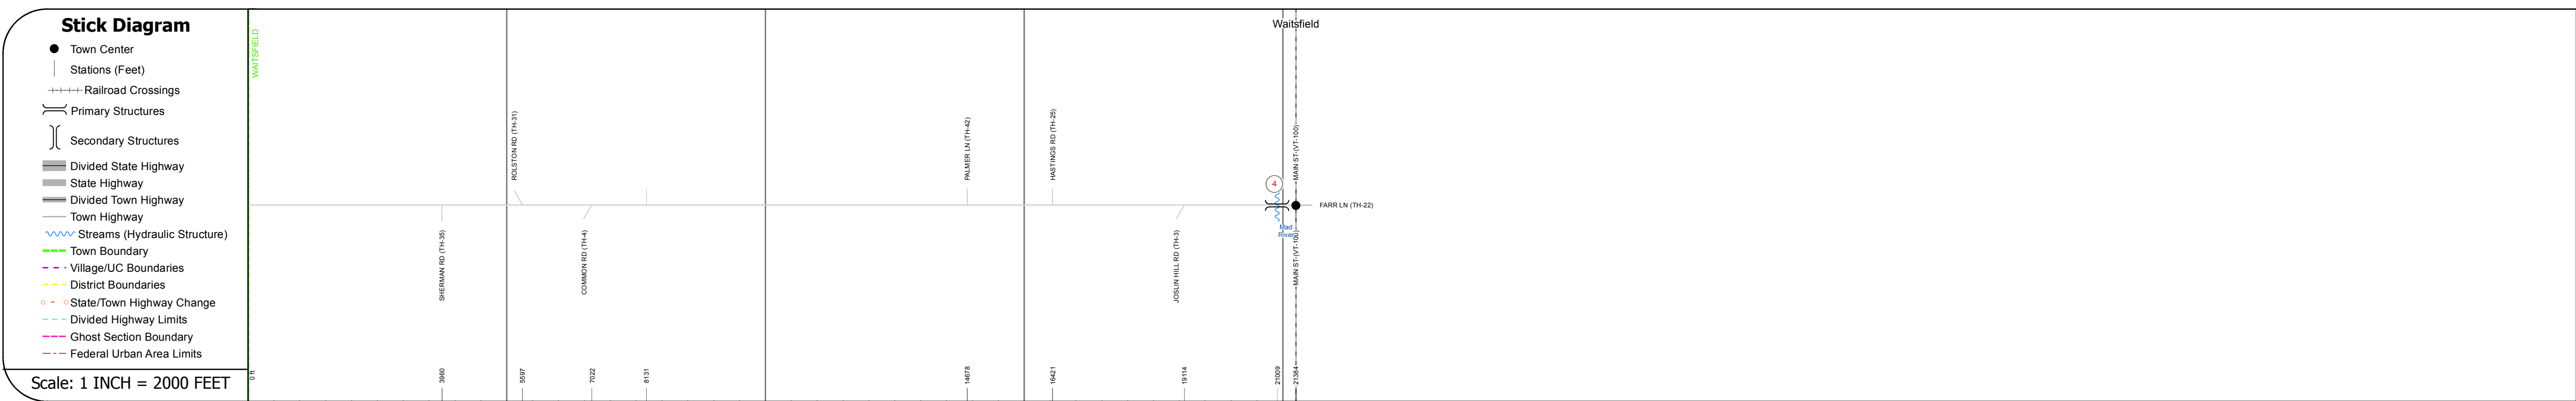 Stick Diagram
Town Center
Stations (Feet)
Railroad Crossings
Primary Structures
Secondary Structures
Divided State Highway
State Highway
Divided Town Highway
Town Highway
Streams (Hydraulic Structure)
Town Boundary
Village/UC Boundaries
District Boundaries
State/Town Highway Change
Divided Highway Limits
Ghost Section Boundary
Federal Urban Area Limits
Scale: 1 INCH = 2000 FEET
WAITSFIELD
Waitsfield
ROLSTON RD (TH-31)
PALMER LN (TH-42)
HASTINGS RD (TH-25)
MAIN ST-(VT-100)
4
FARR LN (TH-22)
Mad
River
SHERMAN RD (TH-35)
COMMON RD (TH-4)
JOSLIN HILL RD (TH-3)
MAIN ST-(VT-100)
0 ft
3960
5597
7022
8131
14678
16421
19114
21009
21384